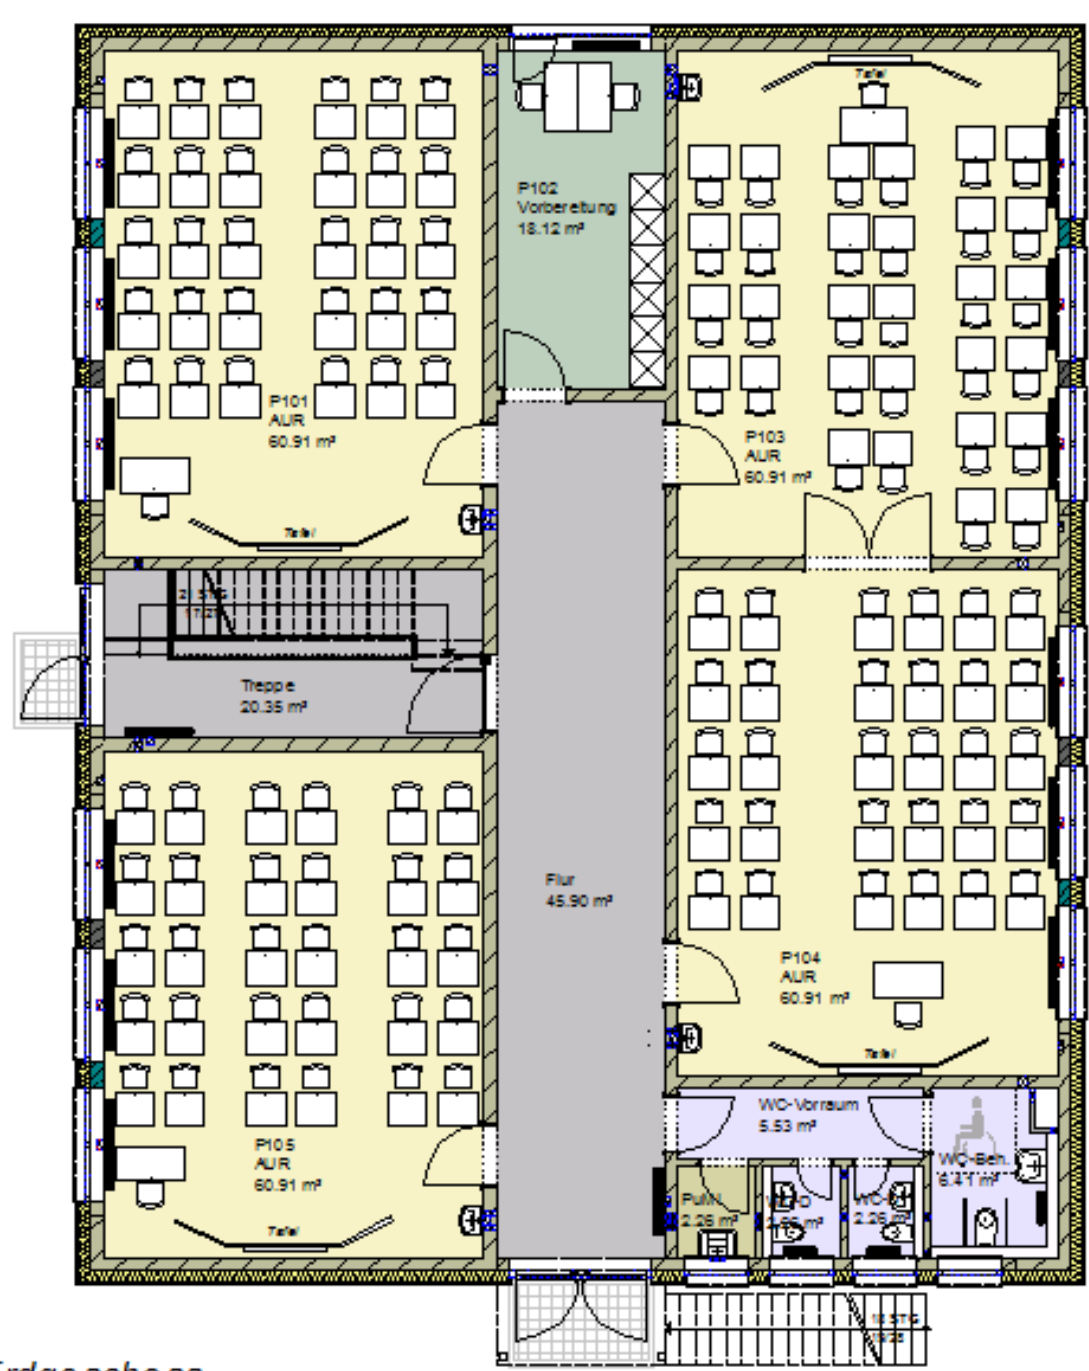 Tafel
P102
Vorbereitung
18.12 m²
P101
AUR
60.91 m²
P103
AUR
60.91 m²
Tafel
Treppe
20.35 m²
Flur
45.90 m²
P104
AUR
60.91 m²
Tafel
WC-Vorraum
5.53 m²
P105
AUR
60.91 m²
WC-Beh.
6.41 m²
2.26 m²
2.26 m²
Tafel